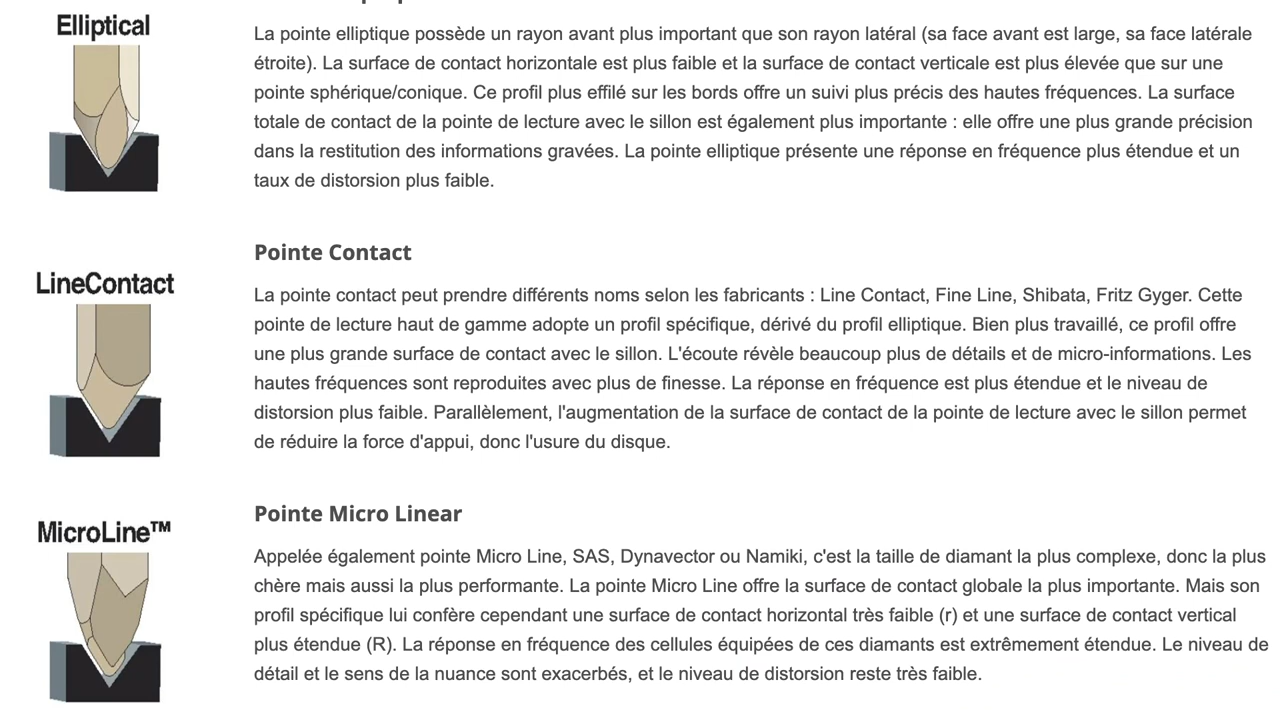 Elliptical
La pointe elliptique possède un rayon avant plus important que son rayon latéral (sa face avant est large, sa face latérale
étroite). La surface de contact horizontale est plus faible et la surface de contact verticale est plus élevée que sur une
pointe sphérique/conique. Ce profil plus effilé sur les bords offre un suivi plus précis des hautes fréquences. La surface
totale de contact de la pointe de lecture avec le sillon est également plus importante : elle offre une plus grande précision
dans la restitution des informations gravées. La pointe elliptique présente une réponse en fréquence plus étendue et un
taux de distorsion plus faible.
Pointe Contact
LineContact
La pointe contact peut prendre différents noms selon les fabricants : Line Contact, Fine Line, Shibata, Fritz Gyger. Cette
pointe de lecture haut de gamme adopte un profil spécifique, dérivé du profil elliptique. Bien plus travaillé, ce profil offre
une plus grande surface de contact avec le sillon. L'écoute révèle beaucoup plus de détails et de micro-informations. Les
hautes fréquences sont reproduites avec plus de finesse. La réponse en fréquence est plus étendue et le niveau de
distorsion plus faible. Parallèlement, l'augmentation de la surface de contact de la pointe de lecture avec le sillon permet
de réduire la force d'appui, donc l'usure du disque.
Pointe Micro Linear
MicroLine™
Appelée également pointe Micro Line, SAS, Dynavector ou Namiki, c'est la taille de diamant la plus complexe, donc la plus
chère mais aussi la plus performante. La pointe Micro Line offre la surface de contact globale la plus importante. Mais son
profil spécifique lui confère cependant une surface de contact horizontal très faible (r) et une surface de contact vertical
plus étendue (R). La réponse en fréquence des cellules équipées de ces diamants est extrêmement étendue. Le niveau de
détail et le sens de la nuance sont exacerbés, et le niveau de distorsion reste très faible.